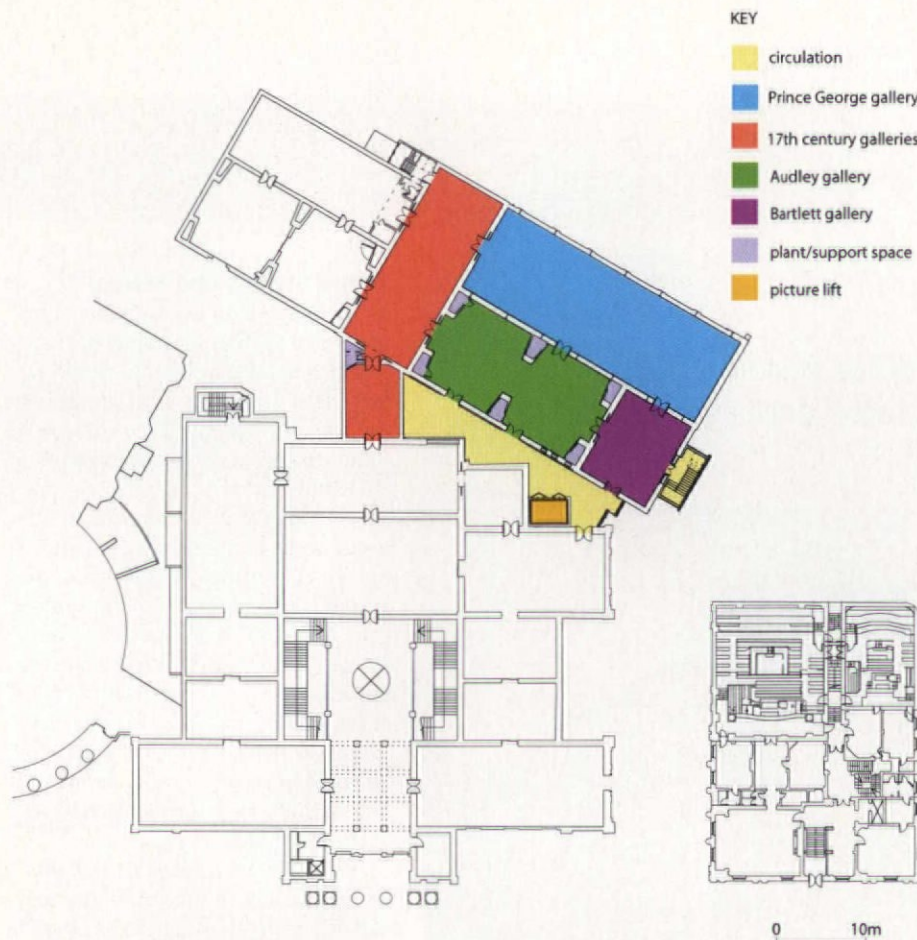 KEY
circulation
Prince George gallery
17th century galleries
Audley gallery
Bartlett gallery
plant/support space
picture lift
0 10m